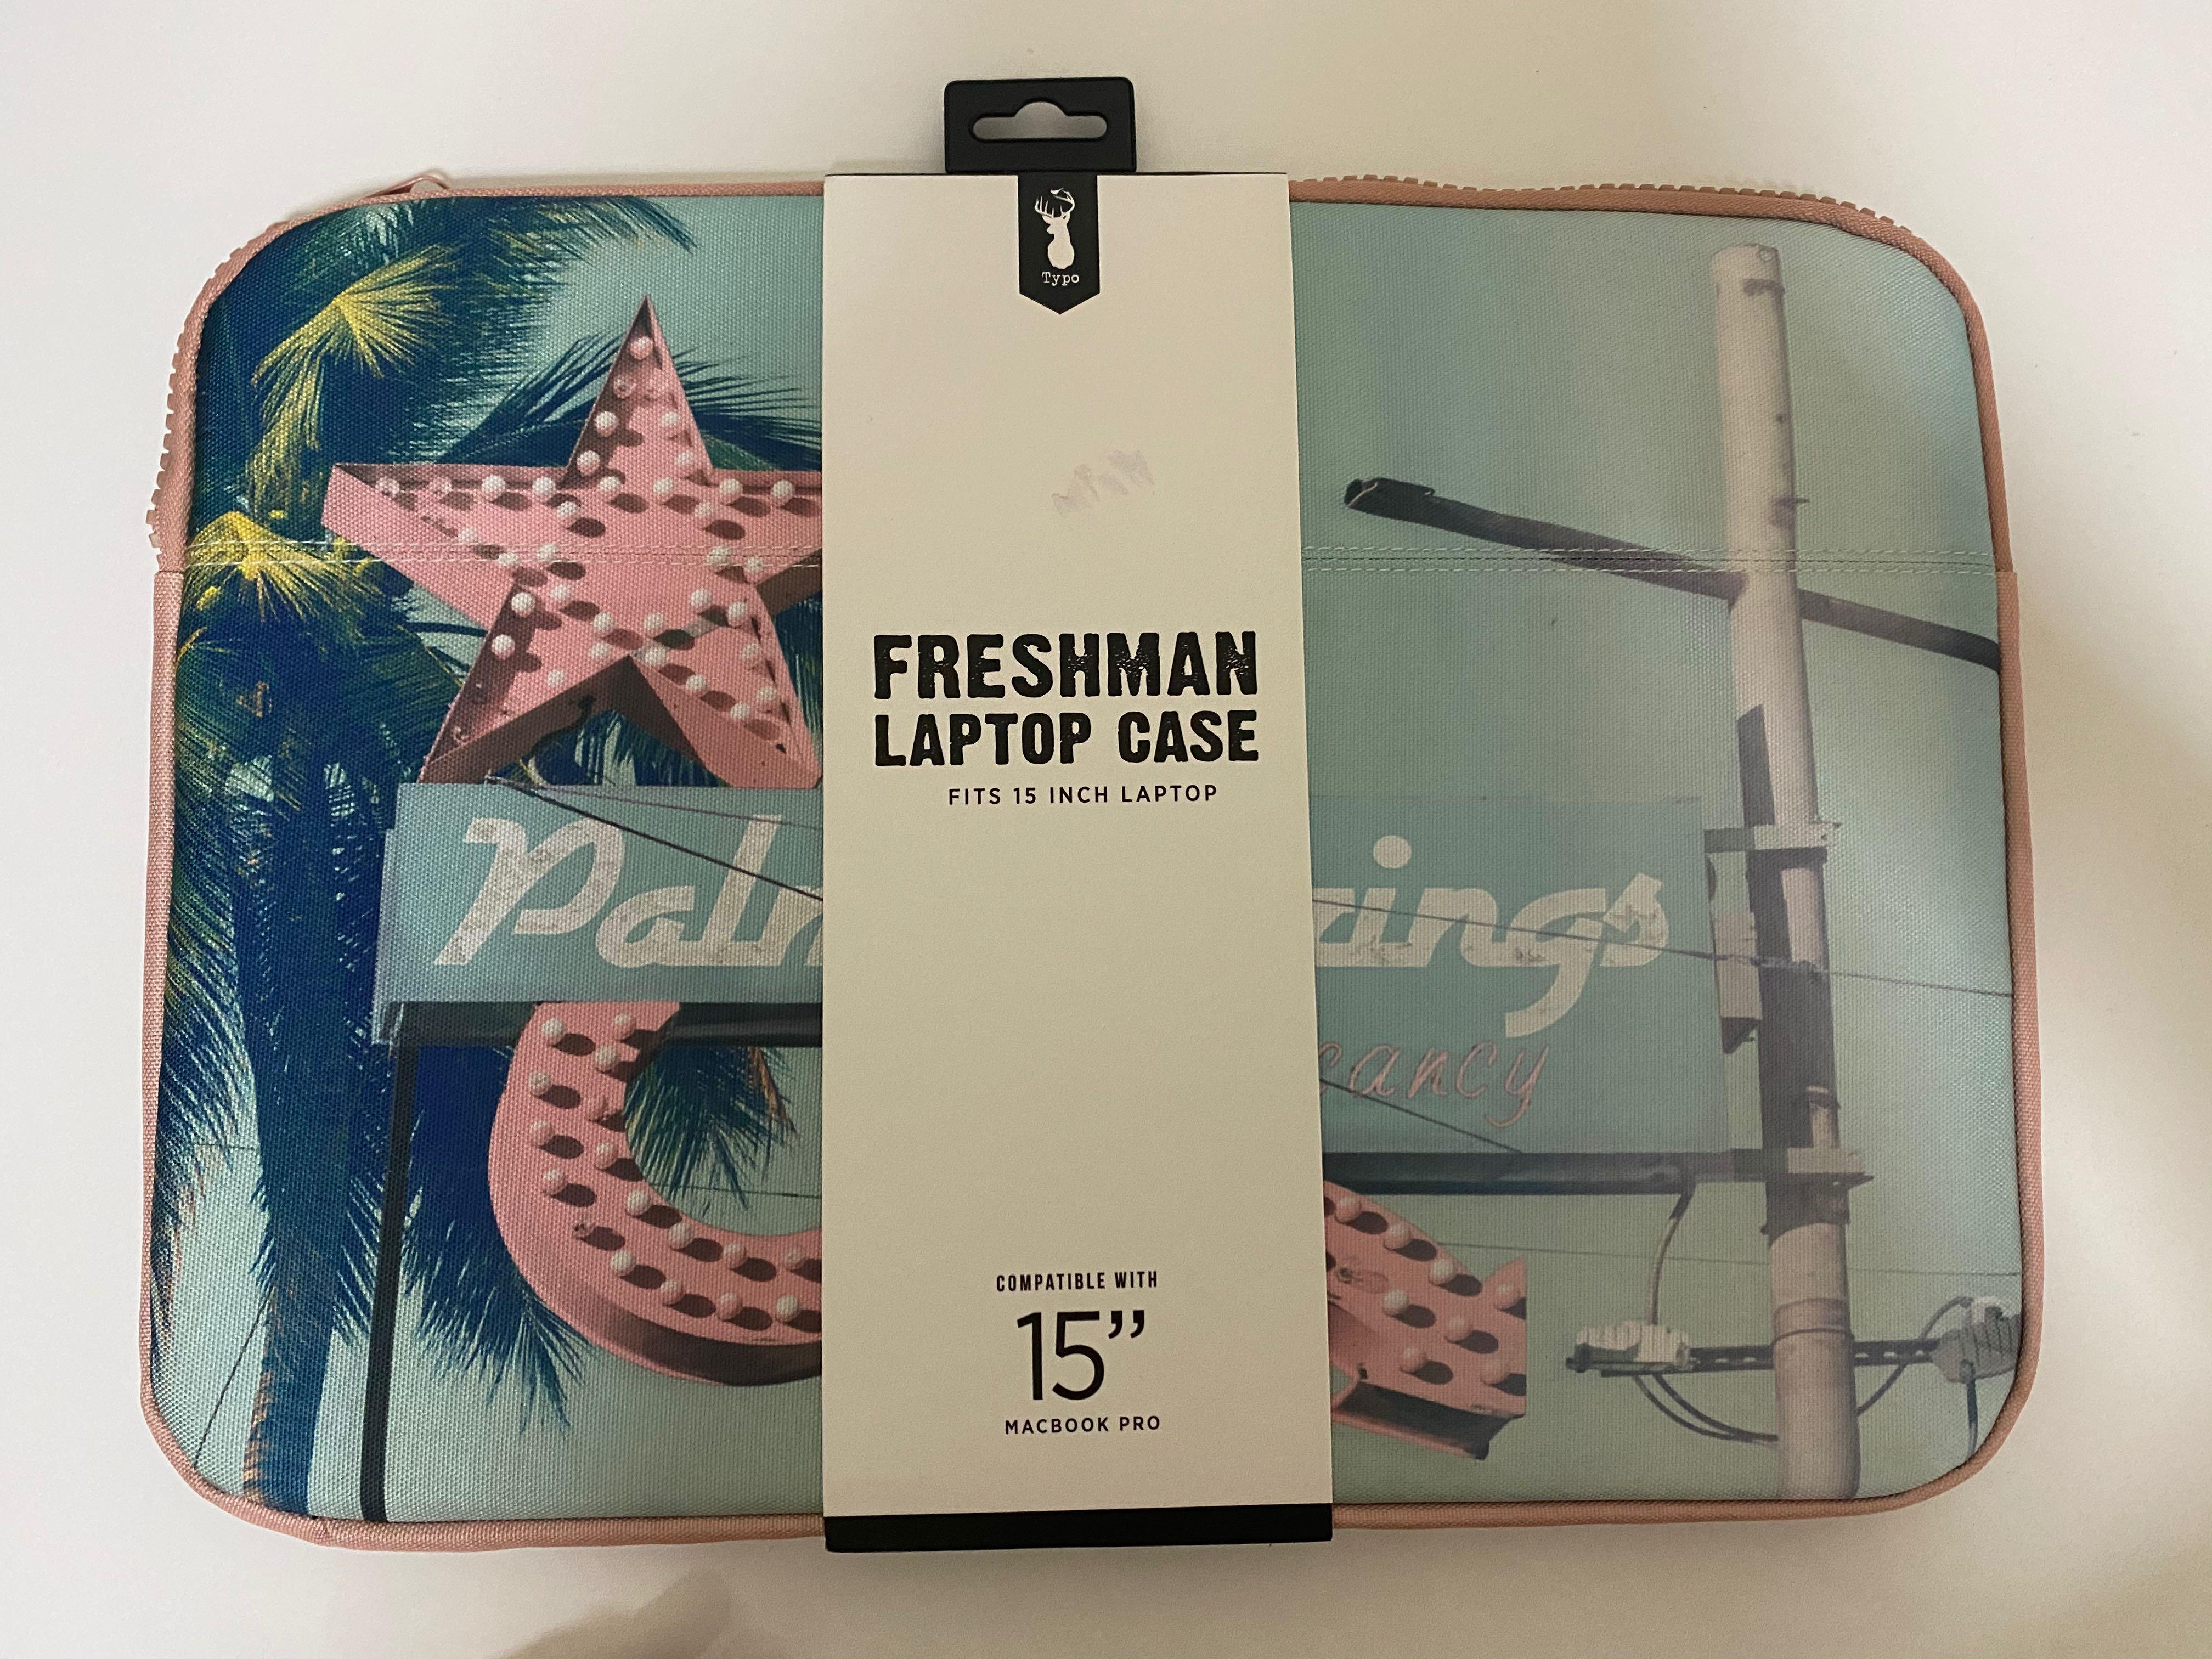 Typo
FRESHMAN
LAPTOP CASE
FITS 15 INCH LAPTOP
COMPATIBLE WITH
15”
MACBOOK PRO